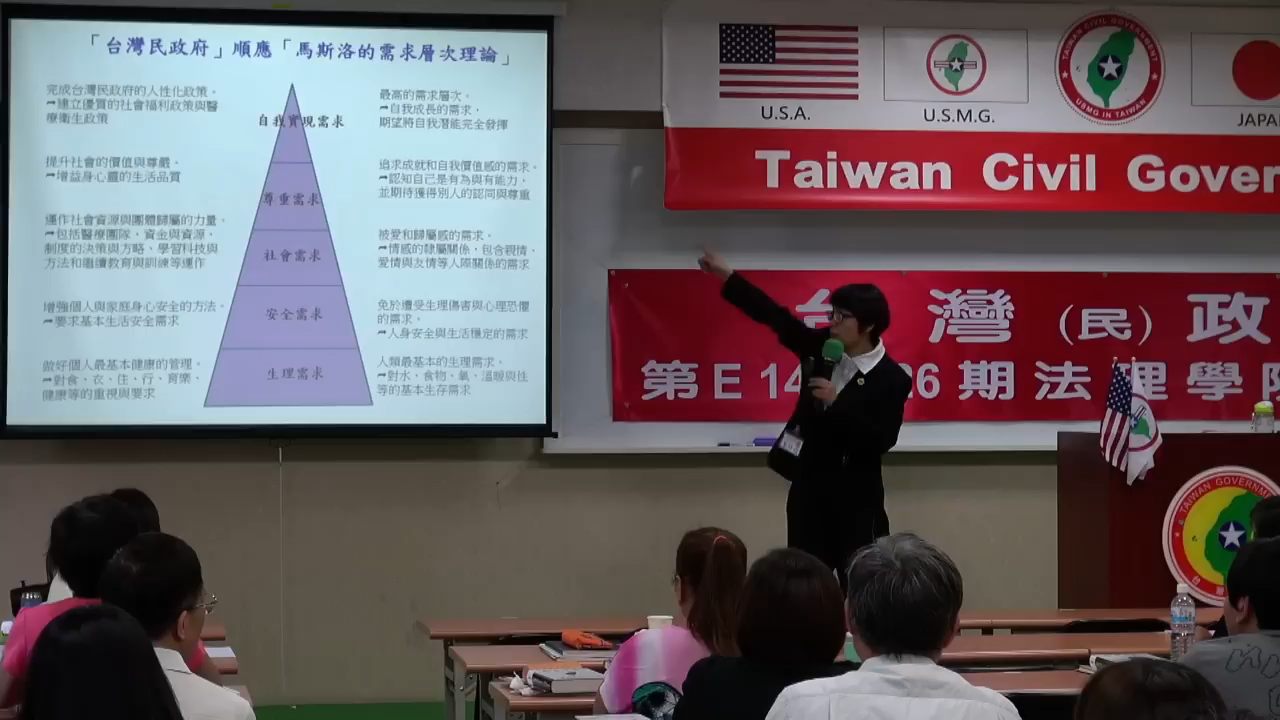 「台灣民政府」順應「馬斯洛的需求層次理論」
完成台灣民政府的人性化政策。
➡建立優質的社會福利政策與醫
療衛生政策
自我實現需求
最高的需求層次。
➡自我成長的需求,
期望將自我潛能完全發揮
提升社會的價值與尊嚴。
➡增益身心靈的生活品質
尊重需求
追求成就和自我價值感的需求。
➡認知自己是有為與有能力,
並期待獲得別人的認同與尊重
運作社會資源與團體歸屬的力量。
➡包括醫療團隊、資金與資源、
制度的決策與方略、學習科技與
方法和繼續教育與訓練等運作
社會需求
被愛和歸屬感的需求。
➡情感的隸屬關係,包含親情、
愛情與友情等人際關係的需求
增強個人與家庭身心安全的方法。
➡要求基本生活安全需求
安全需求
免於遭受生理傷害與心理恐懼
的需求。
➡人身安全與生活穩定的需求
做好個人最基本健康的管理。
➡對食、衣、住、行、育樂、
健康等的重視與要求
生理需求
人類最基本的生理需求。
➡對水、食物、氧、溫暖與性
等的基本生存需求
U.S.A.
U.S.M.G.
TAIWAN CIVIL GOVERNMENT
USMG IN TAIWAN
JAPA
Taiwan Civil Gover
台灣(民)政
第E14 26期法理學院
TAIWAN GOVERNM